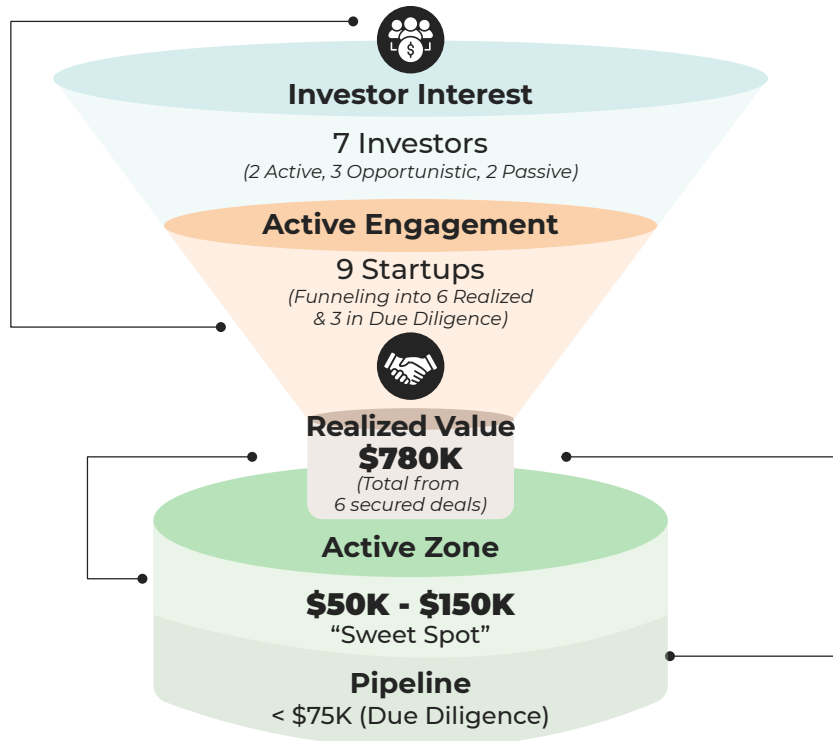 $
Investor Interest
7 Investors
(2 Active, 3 Opportunistic, 2 Passive)
Active Engagement
9 Startups
(Funneling into 6 Realized
& 3 in Due Diligence)
Realized Value
$780K
(Total from
6 secured deals)
Active Zone
$50K - $150K
“Sweet Spot”
Pipeline
< $75K (Due Diligence)